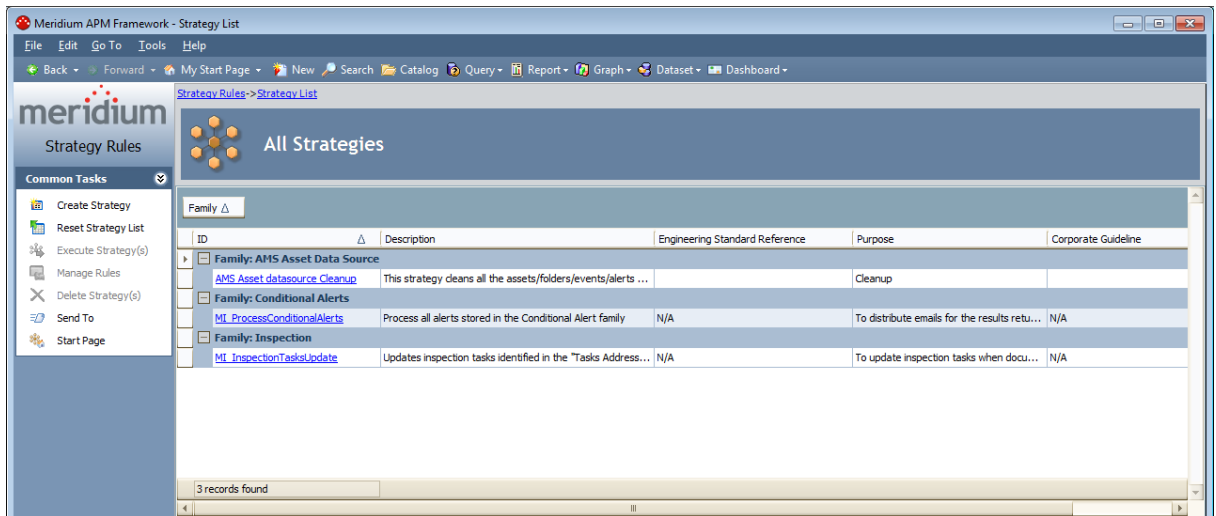 Meridium APM Framework - Strategy List
File Edit Go To Tools Help
Back Forward My Start Page New Search Catalog Query Report Graph Dataset Dashboard
meridium
Strategy Rules
Strategy Rules->Strategy List
All Strategies
Common Tasks
Create Strategy
Reset Strategy List
Execute Strategy(s)
Manage Rules
Delete Strategy(s)
Send To
Start Page
Family
ID Description Engineering Standard Reference Purpose Corporate Guideline
Family: AMS Asset Data Source
AMS Asset datasource Cleanup This strategy cleans all the assets/folders/events/alerts ... Cleanup
Family: Conditional Alerts
MI_ProcessConditionalAlerts Process all alerts stored in the Conditional Alert family N/A To distribute emails for the results retu... N/A
Family: Inspection
MI_InspectionTasksUpdate Updates inspection tasks identified in the "Tasks Address... N/A To update inspection tasks when docu... N/A
3 records found